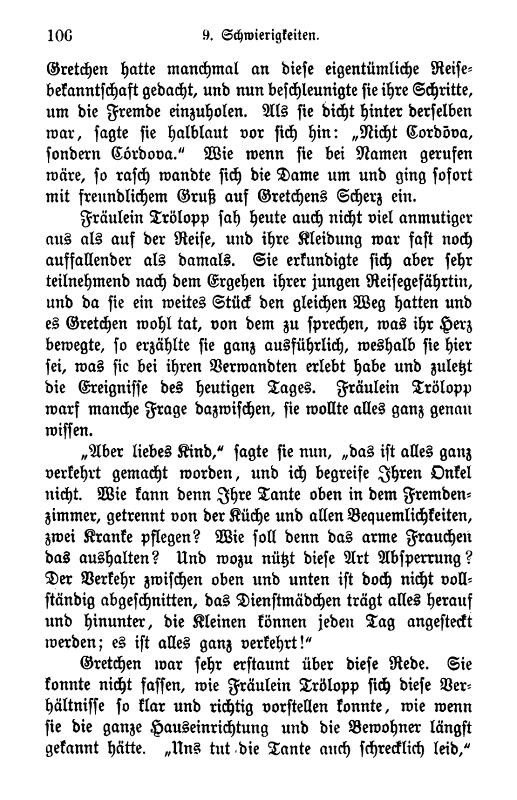 106 9. Schwierigkeiten.
Gretchen hatte manchmal an diese eigentümliche Reise-
bekanntschaft gedacht, und nun beschleunigte sie ihre Schritte,
um die Fremde einzuholen. Als sie dicht hinter derselben
war, sagte sie halblaut vor sich hin: „Nicht Cordōva,
sondern Córdova.“ Wie wenn sie bei Namen gerufen
wäre, so rasch wandte sich die Dame um und ging sofort
mit freundlichem Gruß auf Gretchens Scherz ein.
Fräulein Trölopp sah heute auch nicht viel anmutiger
aus als auf der Reise, und ihre Kleidung war fast noch
auffallender als damals. Sie erkundigte sich aber sehr
teilnehmend nach dem Ergehen ihrer jungen Reisegefährtin,
und da sie ein weites Stück den gleichen Weg hatten und
es Gretchen wohl tat, von dem zu sprechen, was ihr Herz
bewegte, so erzählte sie ganz ausführlich, weshalb sie hier
sei, was sie bei ihren Verwandten erlebt habe und zuletzt
die Ereignisse des heutigen Tages. Fräulein Trölopp
warf manche Frage dazwischen, sie wollte alles ganz genau
wissen.
„Aber liebes Kind,“ sagte sie nun, „das ist alles ganz
verkehrt gemacht worden, und ich begreife Ihren Onkel
nicht. Wie kann denn Ihre Tante oben in dem Fremden-
zimmer, getrennt von der Küche und allen Bequemlichkeiten,
zwei Kranke pflegen? Wie soll denn das arme Frauchen
das aushalten? Und wozu nützt diese Art Absperrung?
Der Verkehr zwischen oben und unten ist doch nicht voll-
ständig abgeschnitten, das Dienstmädchen trägt alles herauf
und hinunter, die Kleinen können jeden Tag angesteckt
werden; es ist alles ganz verkehrt!“
Gretchen war sehr erstaunt über diese Rede. Sie
konnte nicht fassen, wie Fräulein Trölopp sich diese Ver-
hältnisse so klar und richtig vorstellen konnte, wie wenn
sie die ganze Hauseinrichtung und die Bewohner längst
gekannt hätte. „Uns tut die Tante auch schrecklich leid,“